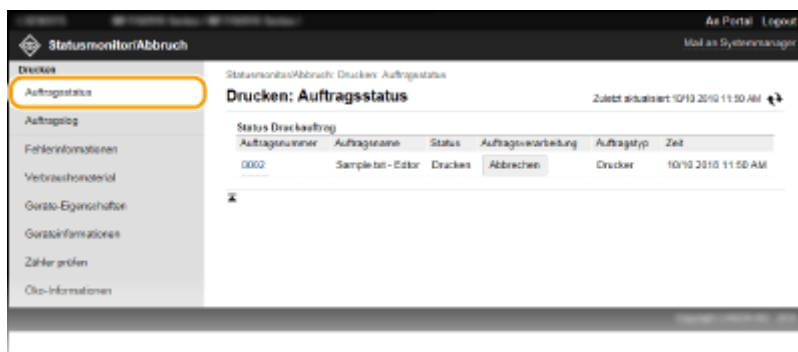 An Portal Logout
Statusmonitor/Abbruch
Mail an Systemmanager
Drucken
Auftragsstatus
Auftragslog
Fehlerinformationen
Verbrauchsmaterial
Geräte-Eigenschaften
Geräteinformationen
Zähler prüfen
Öko-Informationen
Statusmonitor/Abbruch: Drucken: Auftragsstatus
Drucken: Auftragsstatus
Zuletzt aktualisiert 10/10 2018 11:50 AM
Status Druckauftrag
Auftragsnummer Auftragsname Status Auftragsverarbeitung Auftragstyp Zeit
0002 Sample.txt - Editor Drucken Abbrechen Drucker 10/10 2018 11:50 AM